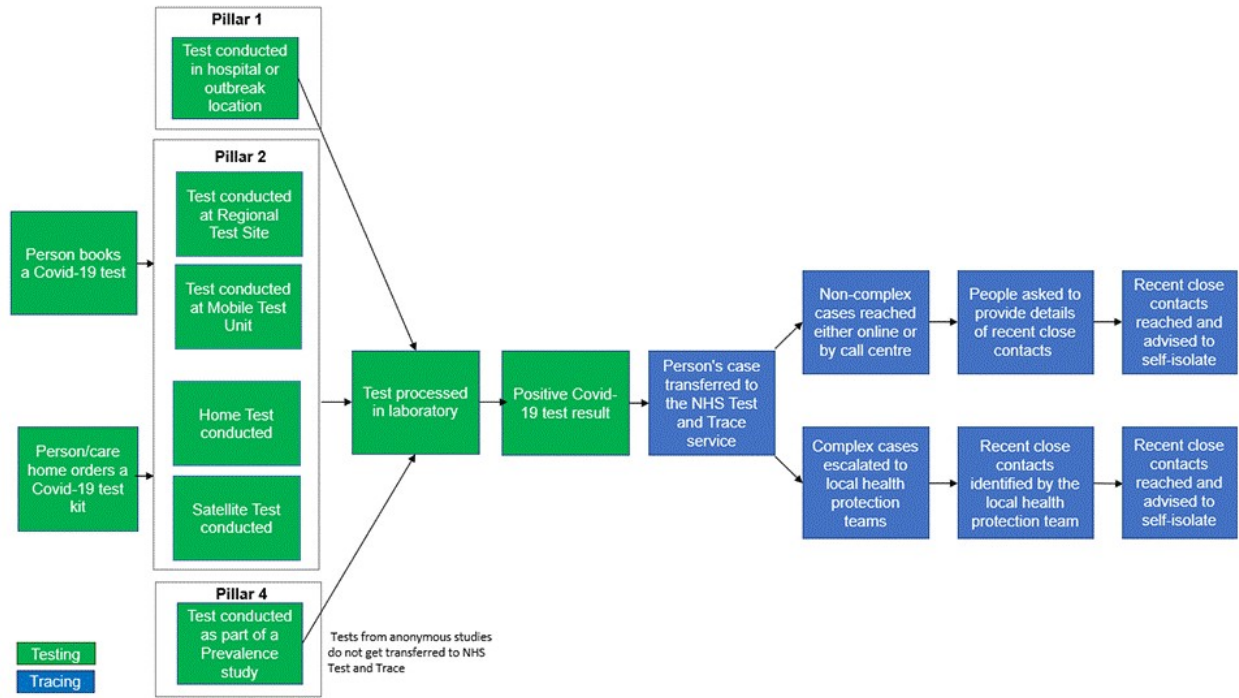 Pillar 1
Test conducted
in hospital or
outbreak
location
Pillar 2
Test conducted
at Regional
Test Site
Test conducted
at Mobile Test
Unit
Home Test
conducted
Satellite Test
conducted
Person books
a Covid-19 test
Person/care
home orders a
Covid-19 test
kit
Pillar 4
Test conducted
as part of a
Prevalence
study
Tests from anonymous studies
do not get transferred to NHS
Test and Trace
Test processed
in laboratory
Positive Covid-
19 test result
Person's case
transferred to
the NHS Test
and Trace
service
Non-complex
cases reached
either online or
by call centre
People asked to
provide details
of recent close
contacts
Recent close
contacts
reached and
advised to
self-isolate
Complex cases
escalated to
local health
protection
teams
Recent close
contacts
identified by the
local health
protection team
Recent close
contacts
reached and
advised to
self-isolate
Testing
Tracing